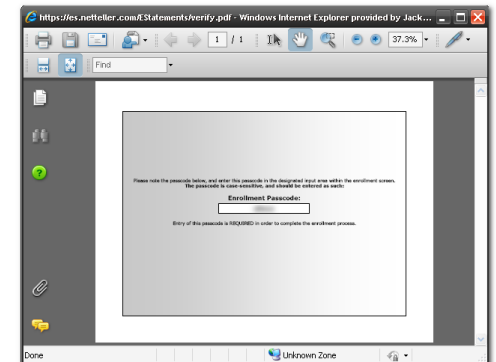 https://es.netteller.com/EStatements/verify.pdf - Windows Internet Explorer provided by Jack...
1 / 1
37.3%
Find
Please note the passcode below, and enter this passcode in the designated input area within the enrollment screen.
The passcode is case-sensitive, and should be entered as such:
Enrollment Passcode:
Entry of this passcode is REQUIRED in order to complete the enrollment process.
Done
Unknown Zone